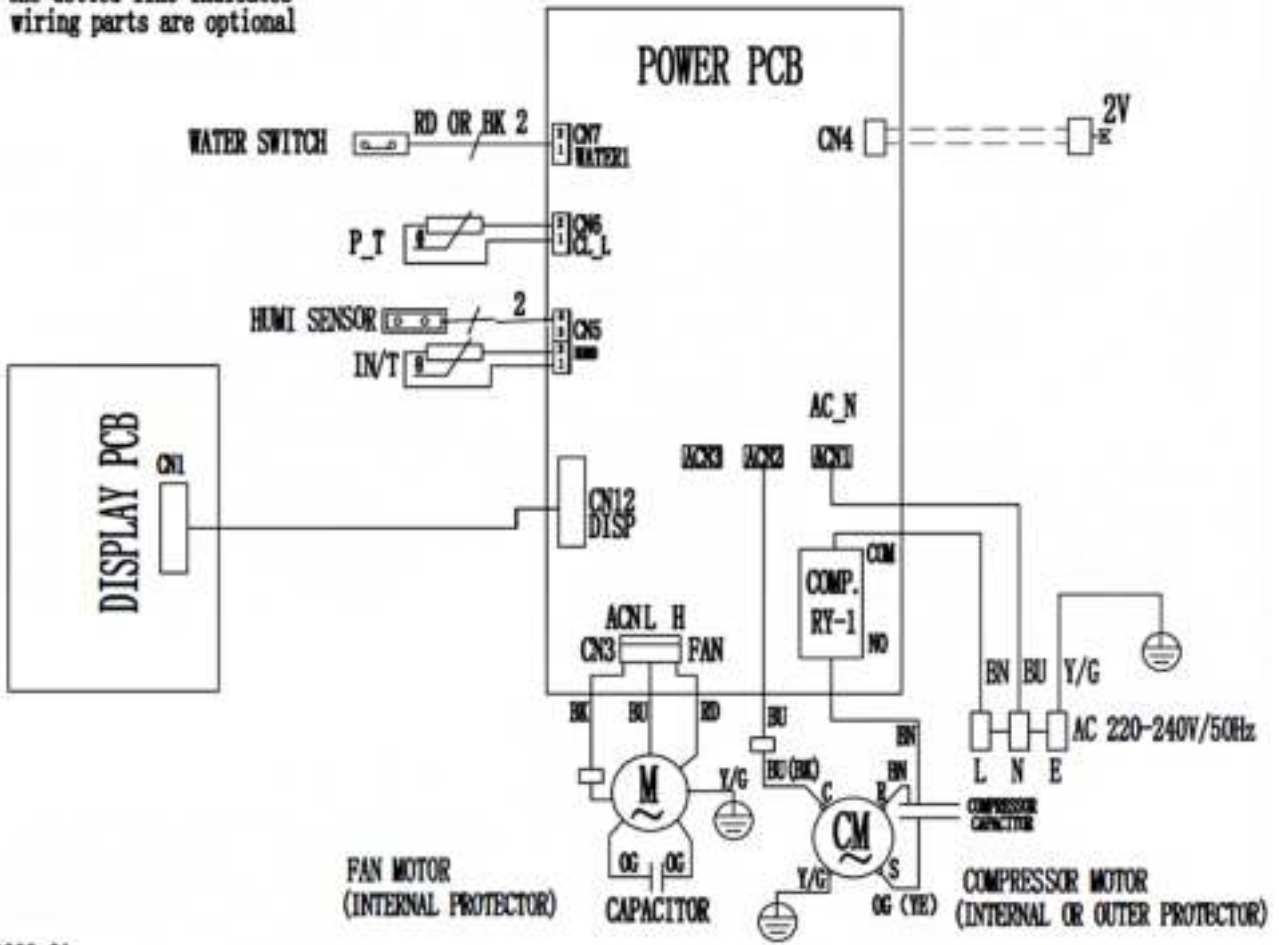 wiring parts are optional
POWER PCB
WATER SWITCH
RD OR BK 2
CN7
WATER1
CN4
2V
P_T
CN6
CL_L
HUMI SENSOR
2
CN5
IN/T
DISPLAY PCB
CN1
CN12
DISP
AC_N
ACN3
ACN2
ACN1
COM
COMP.
RY-1
NO
ACNL H
CN3
FAN
BK
BU
RD
BU
BN
BN
BU
Y/G
AC 220-240V/50Hz
L N E
M
Y/G
BU(BK)
BN
C
R
COMPRESSOR
CAPACITOR
CM
S
Y/G
OG (YE)
OG
OG
CAPACITOR
FAN MOTOR
(INTERNAL PROTECTOR)
COMPRESSOR MOTOR
(INTERNAL OR OUTER PROTECTOR)